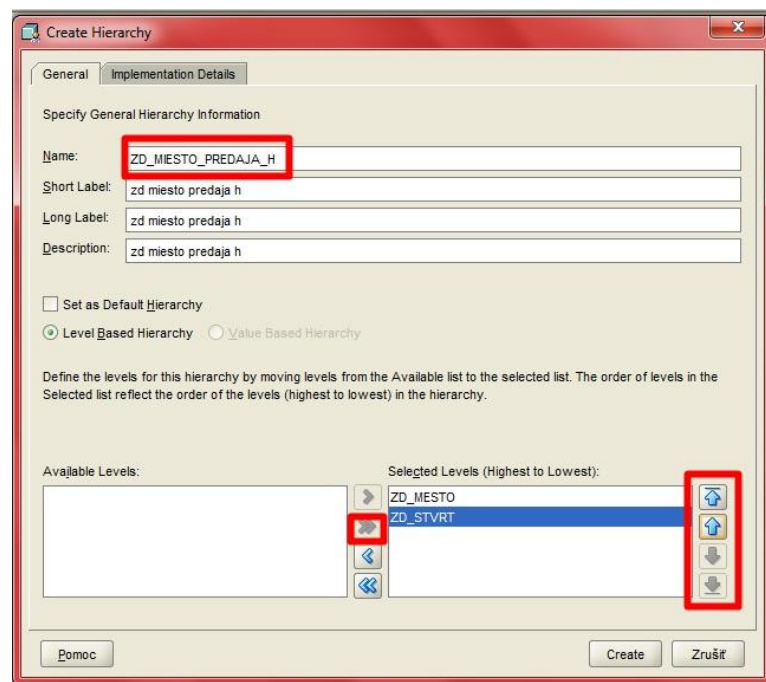 Create Hierarchy
General Implementation Details
Specify General Hierarchy Information
Name: ZD_MIESTO_PREDAJA_H
Short Label: zd miesto predaja h
Long Label: zd miesto predaja h
Description: zd miesto predaja h
Set as Default Hierarchy
Level Based Hierarchy Value Based Hierarchy
Define the levels for this hierarchy by moving levels from the Available list to the selected list. The order of levels in the
Selected list reflect the order of the levels (highest to lowest) in the hierarchy.
Available Levels: Selected Levels (Highest to Lowest):
ZD_MESTO
ZD_STVRT
Pomoc Create Zrušiť